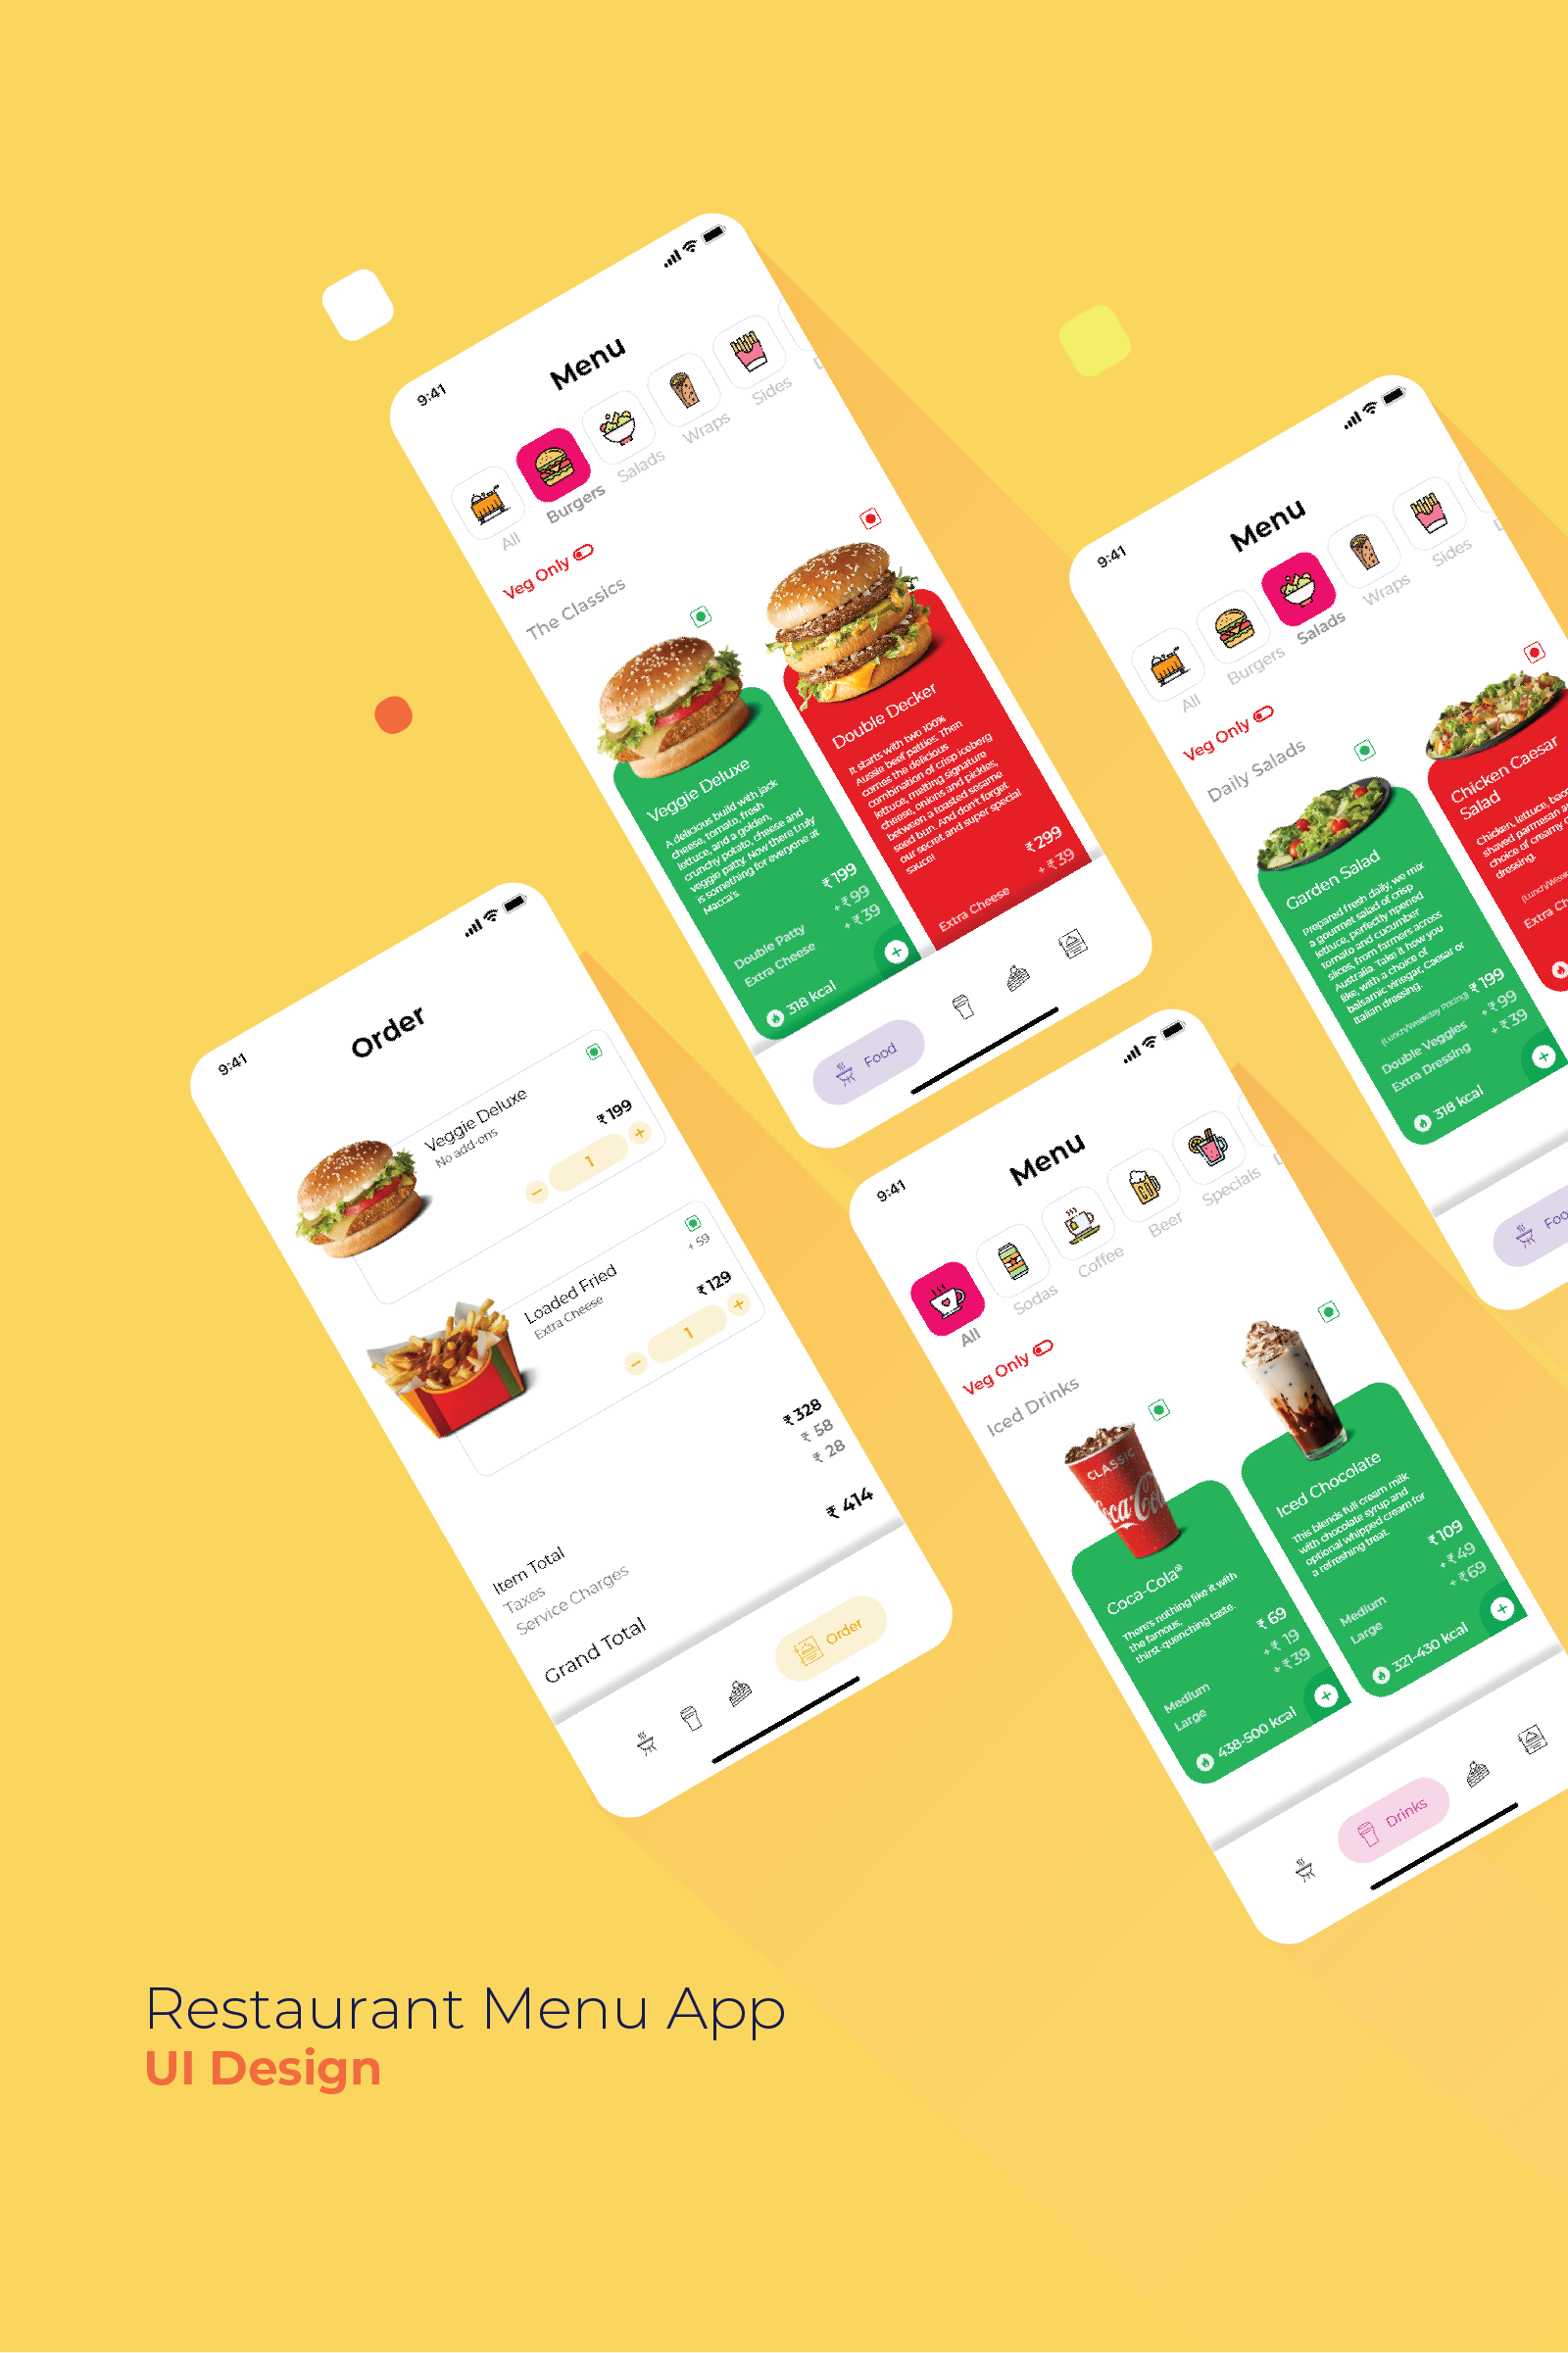 9:41
Menu
All
Burgers
Salads
Wraps
Sides
Veg Only
The Classics
Veggie Deluxe
A delicious build with jack
cheese, tomato, fresh
lettuce, and a golden,
crunchy potato, cheese and
veggie patty. Now there truly
is something for everyone at
Macca's.
₹ 199
Double Patty + ₹ 99
Extra Cheese + ₹ 39
318 kcal
Double Decker
It starts with two 100%
Aussie beef patties. Then
comes the delicious
combination of crisp iceberg
lettuce, melting signature
cheese, onions and pickles,
between a toasted sesame
seed bun. And don't forget
our secret and super special
sauce!
₹ 299
Extra Cheese + ₹ 39
Food
9:41
Menu
All
Burgers
Salads
Wraps
Sides
Veg Only
Daily Salads
Garden Salad
Prepared fresh daily, we mix
a gourmet salad of crisp
lettuce, perfectly ripened
tomato and cucumber
slices, from farmers across
Australia. Take it how you
like, with a choice of
balsamic vinegar, Caesar or
Italian dressing.
(Lunch/Weekday Pricing) ₹ 199
Double Veggies + ₹ 99
Extra Dressing + ₹ 39
318 kcal
Chicken Caesar
Salad
Chicken, lettuce,
shaved parmesan
choice of creamy
dressing.
Extra
9:41
Order
Veggie Deluxe
No add-ons
₹ 199
− 1 +
Loaded Fried
Extra Cheese
+ 59
₹ 129
− 1 +
Item Total ₹ 328
Taxes ₹ 58
Service Charges ₹ 28
Grand Total ₹ 414
Order
9:41
Menu
All
Sodas
Coffee
Beer
Specials
Veg Only
Iced Drinks
CLASSIC
Coca-Cola®
There's nothing like it with
the famous,
thirst-quenching taste.
₹ 69
Medium + ₹ 19
Large + ₹ 39
438-500 kcal
Iced Chocolate
This blends full cream milk
with chocolate syrup and
optional whipped cream for
a refreshing treat.
₹ 109
Medium + ₹ 49
Large + ₹ 69
321-430 kcal
Drinks
Restaurant Menu App
UI Design